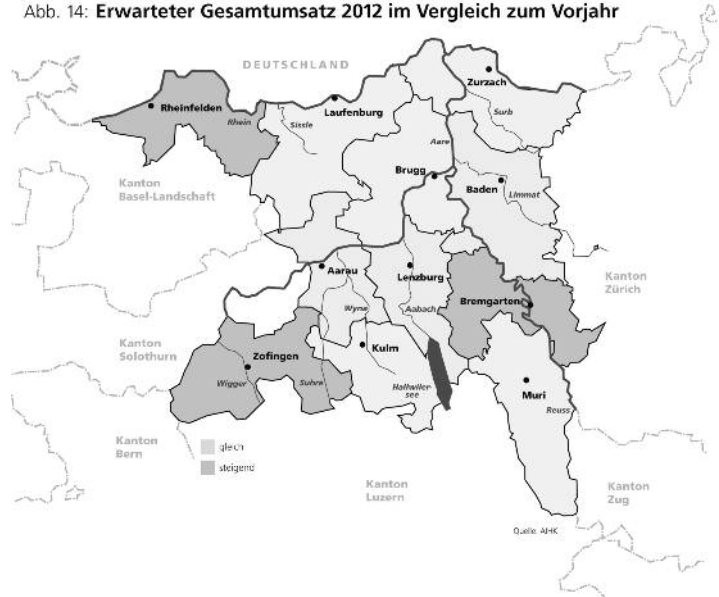 Abb. 14: Erwarteter Gesamtumsatz 2012 im Vergleich zum Vorjahr
DEUTSCHLAND
Zurzach
Rheinfelden
Laufenburg
Surb
Rhein
Sissle
Aare
Brugg
Baden
Limmat
Kanton
Basel-Landschaft
Aarau
Lenzburg
Kanton
Zürich
Bremgarten
Wyna
Aabach
Kanton
Solothurn
Zofingen
Kulm
Wigger
Suhre
Hallwiler-
see
Muri
Reuss
Kanton
Bern
gleich
steigend
Kanton
Luzern
Kanton
Zug
Quelle: AIHK